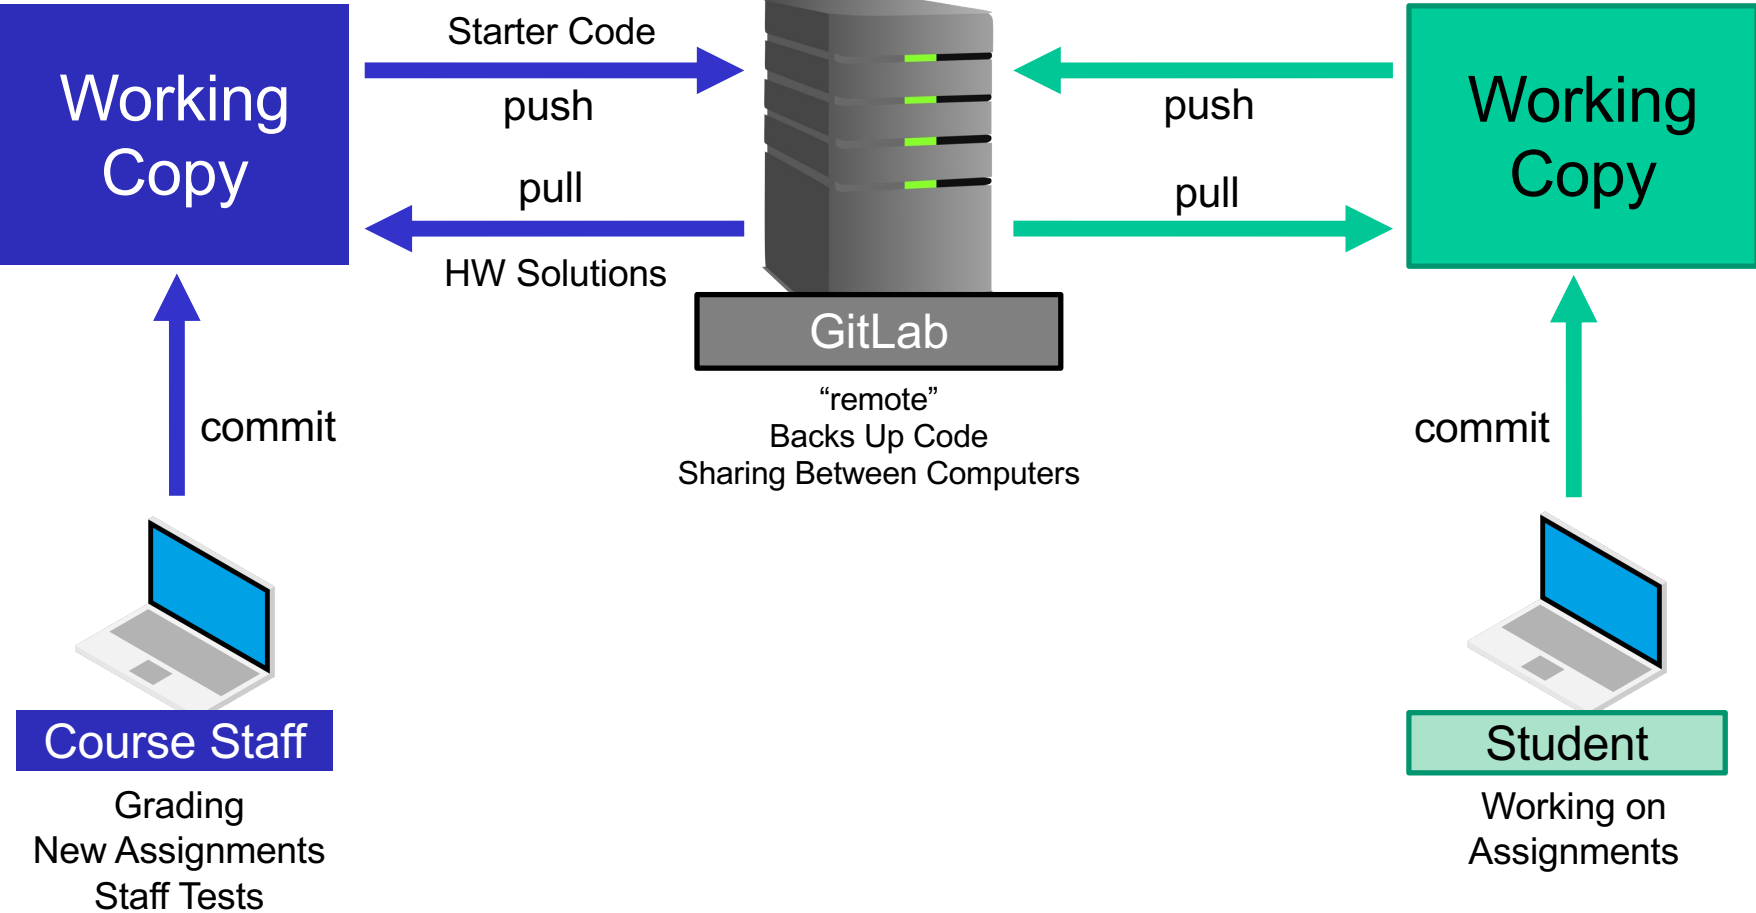 Working
Copy
Starter Code
push
pull
HW Solutions
commit
Course Staff
Grading
New Assignments
Staff Tests
GitLab
“remote”
Backs Up Code
Sharing Between Computers
push
pull
Working
Copy
commit
Student
Working on
Assignments